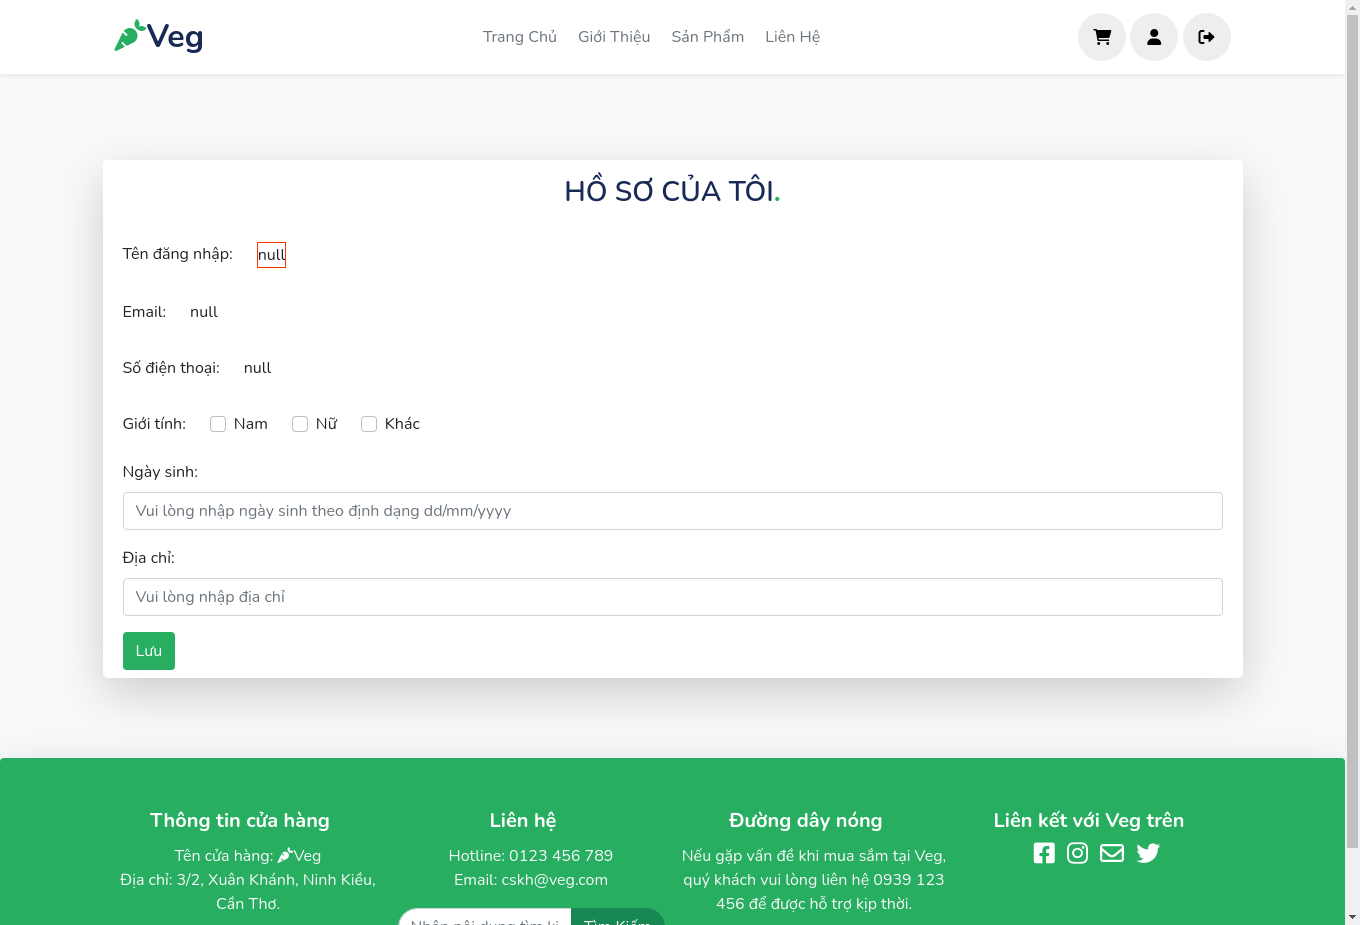 Veg
Trang Chủ Giới Thiệu Sản Phẩm Liên Hệ
HỒ SƠ CỦA TÔI.
Tên đăng nhập: null
Email: null
Số điện thoại: null
Giới tính: Nam Nữ Khác
Ngày sinh:
Vui lòng nhập ngày sinh theo định dạng dd/mm/yyyy
Địa chỉ:
Vui lòng nhập địa chỉ
Lưu
Thông tin cửa hàng
Tên cửa hàng: Veg
Địa chỉ: 3/2, Xuân Khánh, Ninh Kiều,
Cần Thơ.
Liên hệ
Hotline: 0123 456 789
Email: cskh@veg.com
Nhập nội dung tìm ki Tìm Kiếm
Đường dây nóng
Nếu gặp vấn đề khi mua sắm tại Veg,
quý khách vui lòng liên hệ 0939 123
456 để được hỗ trợ kịp thời.
Liên kết với Veg trên